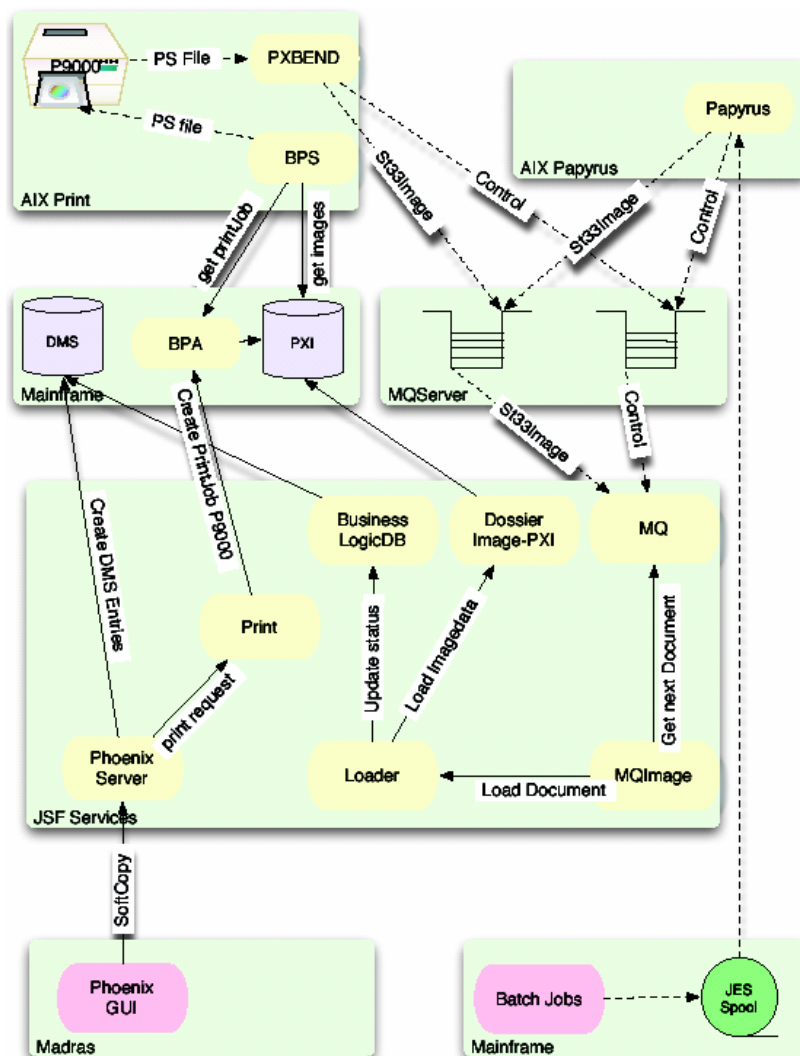 P9000
PS File
PXBEND
PS file
BPS
AIX Print
Papyrus
AIX Papyrus
St33Image
Control
St33Image
Control
get printJob
get images
DMS
BPA
PXI
Mainframe
MQServer
Create PrintJob P9000
St33Image
Control
Business
LogicDB
Dossier
Image-PXI
MQ
Create DMS Entries
Print
Update status
Load Imagedata
Get next Document
print request
Phoenix
Server
Loader
Load Document
MQImage
JSF Services
SoftCopy
Phoenix
GUI
Madras
Batch Jobs
JES
Spool
Mainframe